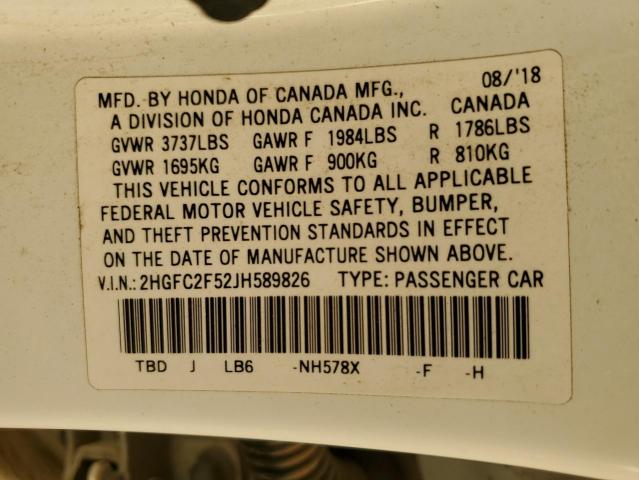 MFD. BY HONDA OF CANADA MFG., 08/'18
A DIVISION OF HONDA CANADA INC. CANADA
GVWR 3737LBS GAWR F 1984LBS R 1786LBS
GVWR 1695KG GAWR F 900KG R 810KG
THIS VEHICLE CONFORMS TO ALL APPLICABLE
FEDERAL MOTOR VEHICLE SAFETY, BUMPER,
AND THEFT PREVENTION STANDARDS IN EFFECT
ON THE DATE OF MANUFACTURE SHOWN ABOVE.
V.I.N.: 2HGFC2F52JH589826 TYPE: PASSENGER CAR
TBD J LB6 -NH578X -F -H